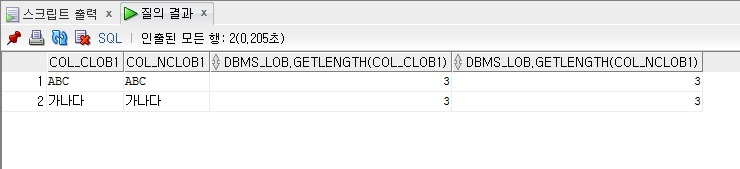 스크립트 출력 x 질의 결과 x
SQL | 인출된 모든 행: 2(0,205초)
COL_CLOB1 COL_NCLOB1 DBMS_LOB,GETLENGTH(COL_CLOB1) DBMS_LOB,GETLENGTH(COL_NCLOB1)
1 ABC ABC 3 3
2 가나다 가나다 3 3